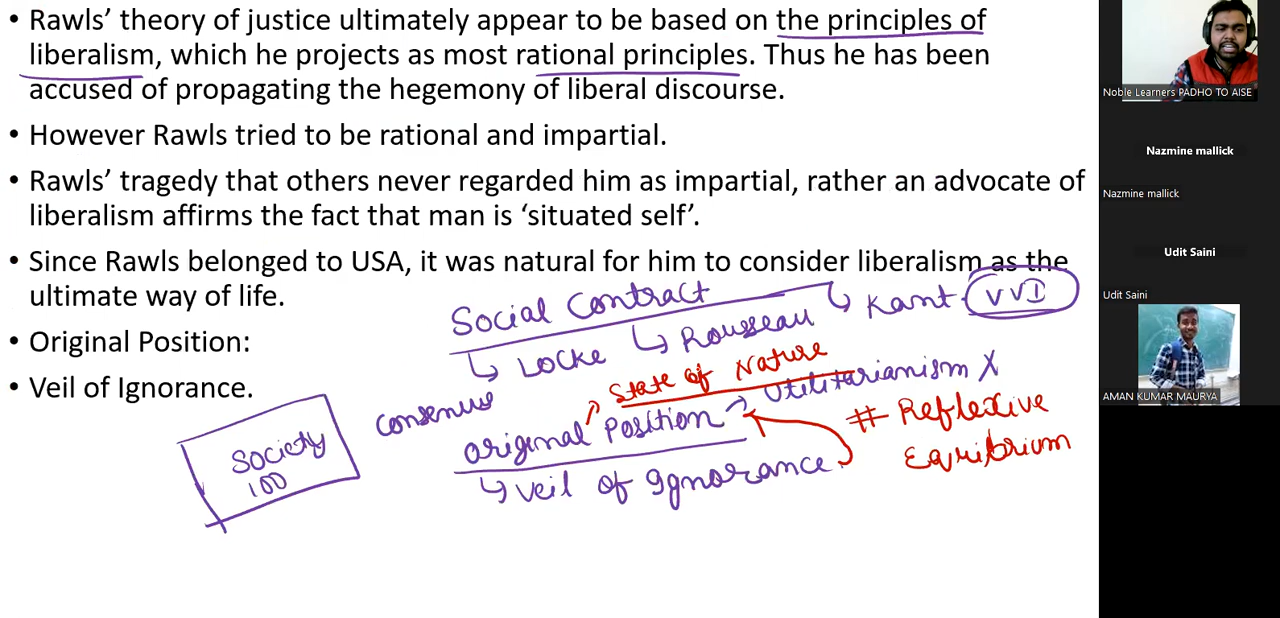 • Rawls' theory of justice ultimately appear to be based on the principles of
liberalism, which he projects as most rational principles. Thus he has been
accused of propagating the hegemony of liberal discourse.
• However Rawls tried to be rational and impartial.
• Rawls' tragedy that others never regarded him as impartial, rather an advocate of
liberalism affirms the fact that man is 'situated self'.
• Since Rawls belonged to USA, it was natural for him to consider liberalism as the
ultimate way of life.
• Original Position:
• Veil of Ignorance.
Social Contract
↳ Locke ↳ Rousseau ↳ Kant VVI
State of Nature
Consensus
Original Position → Utilitarianism X
↳ Veil of Ignorance
# Reflexive
Equilibrium
Society
100
Noble Learners PADHO TO AISE
Nazmine mallick
Nazmine mallick
Udit Saini
Udit Saini
AMAN KUMAR MAURYA